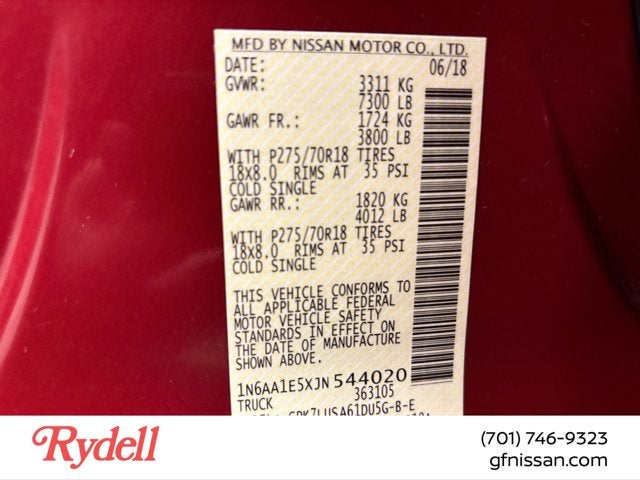 MFD BY NISSAN MOTOR CO., LTD.
DATE: 06/18
GVWR: 3311 KG
7300 LB
GAWR FR.: 1724 KG
3800 LB
WITH P275/70R18 TIRES
18x8.0 RIMS AT 35 PSI
COLD SINGLE
GAWR RR.: 1820 KG
4012 LB
WITH P275/70R18 TIRES
18x8.0 RIMS AT 35 PSI
COLD SINGLE
THIS VEHICLE CONFORMS TO
ALL APPLICABLE FEDERAL
MOTOR VEHICLE SAFETY
STANDARDS IN EFFECT ON
THE DATE OF MANUFACTURE
SHOWN ABOVE.
1N6AA1E5XJN 544020
TRUCK 363105
Rydell
(701) 746-9323
gfnissan.com